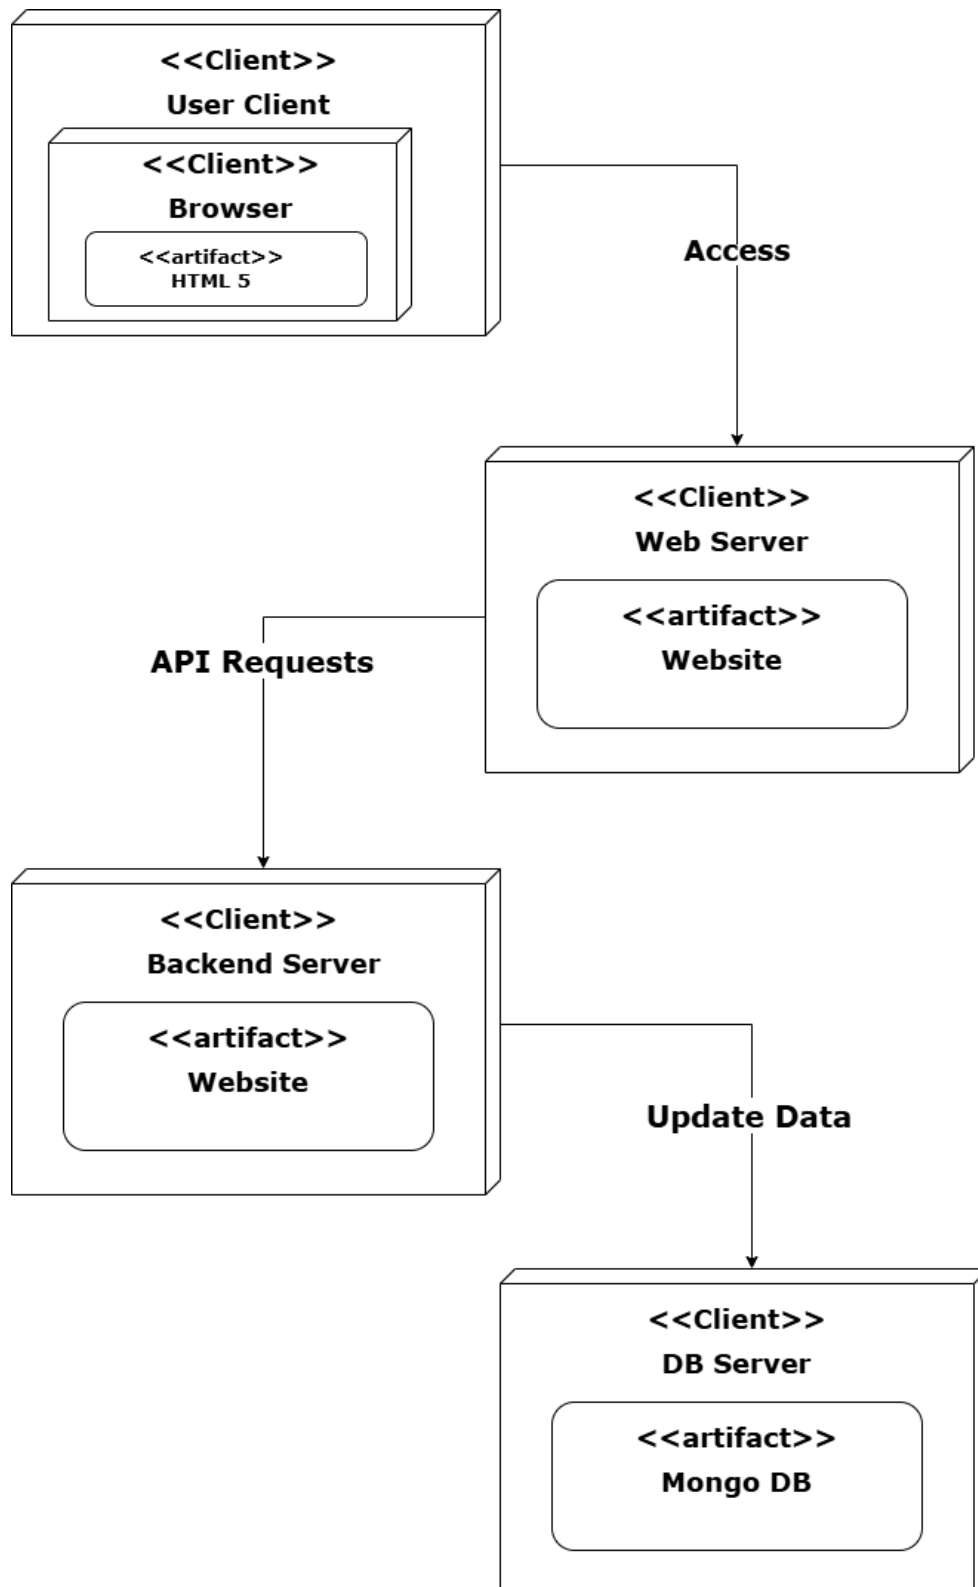 <<Client>>
User Client
<<Client>>
Browser
<<artifact>>
HTML 5
Access
<<Client>>
Web Server
<<artifact>>
Website
API Requests
<<Client>>
Backend Server
<<artifact>>
Website
Update Data
<<Client>>
DB Server
<<artifact>>
Mongo DB